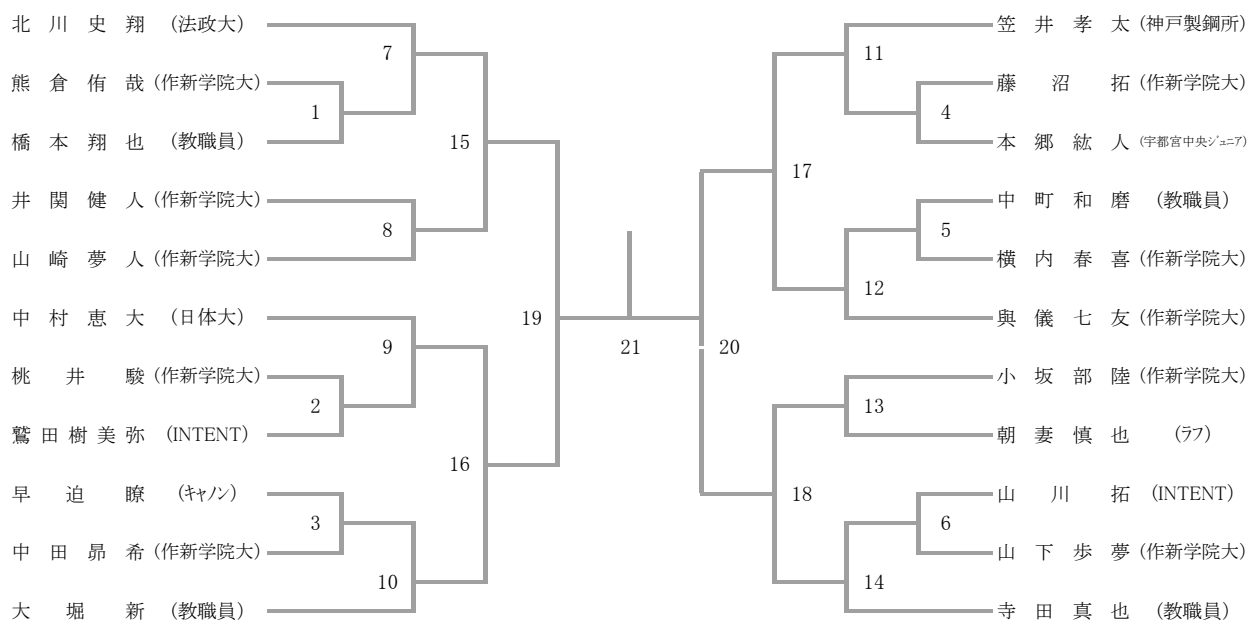 北川史翔 (法政大)
7
熊倉侑哉 (作新学院大)
1
橋本翔也 (教職員)
15
井関健人 (作新学院大)
8
山崎夢人 (作新学院大)
19
中村恵大 (日体大)
9
桃井駿 (作新学院大)
2
鷲田樹美弥 (INTENT)
16
早迫瞭 (キャノン)
3
中田昴希 (作新学院大)
10
大堀新 (教職員)
21
笠井孝太 (神戸製鋼所)
11
藤沼拓 (作新学院大)
4
本郷紘人 (宇都宮中央ジュニア)
17
中町和磨 (教職員)
5
横内春喜 (作新学院大)
12
與儀七友 (作新学院大)
20
小坂部陸 (作新学院大)
13
朝妻慎也 (ラフ)
18
山川拓 (INTENT)
6
山下歩夢 (作新学院大)
14
寺田真也 (教職員)